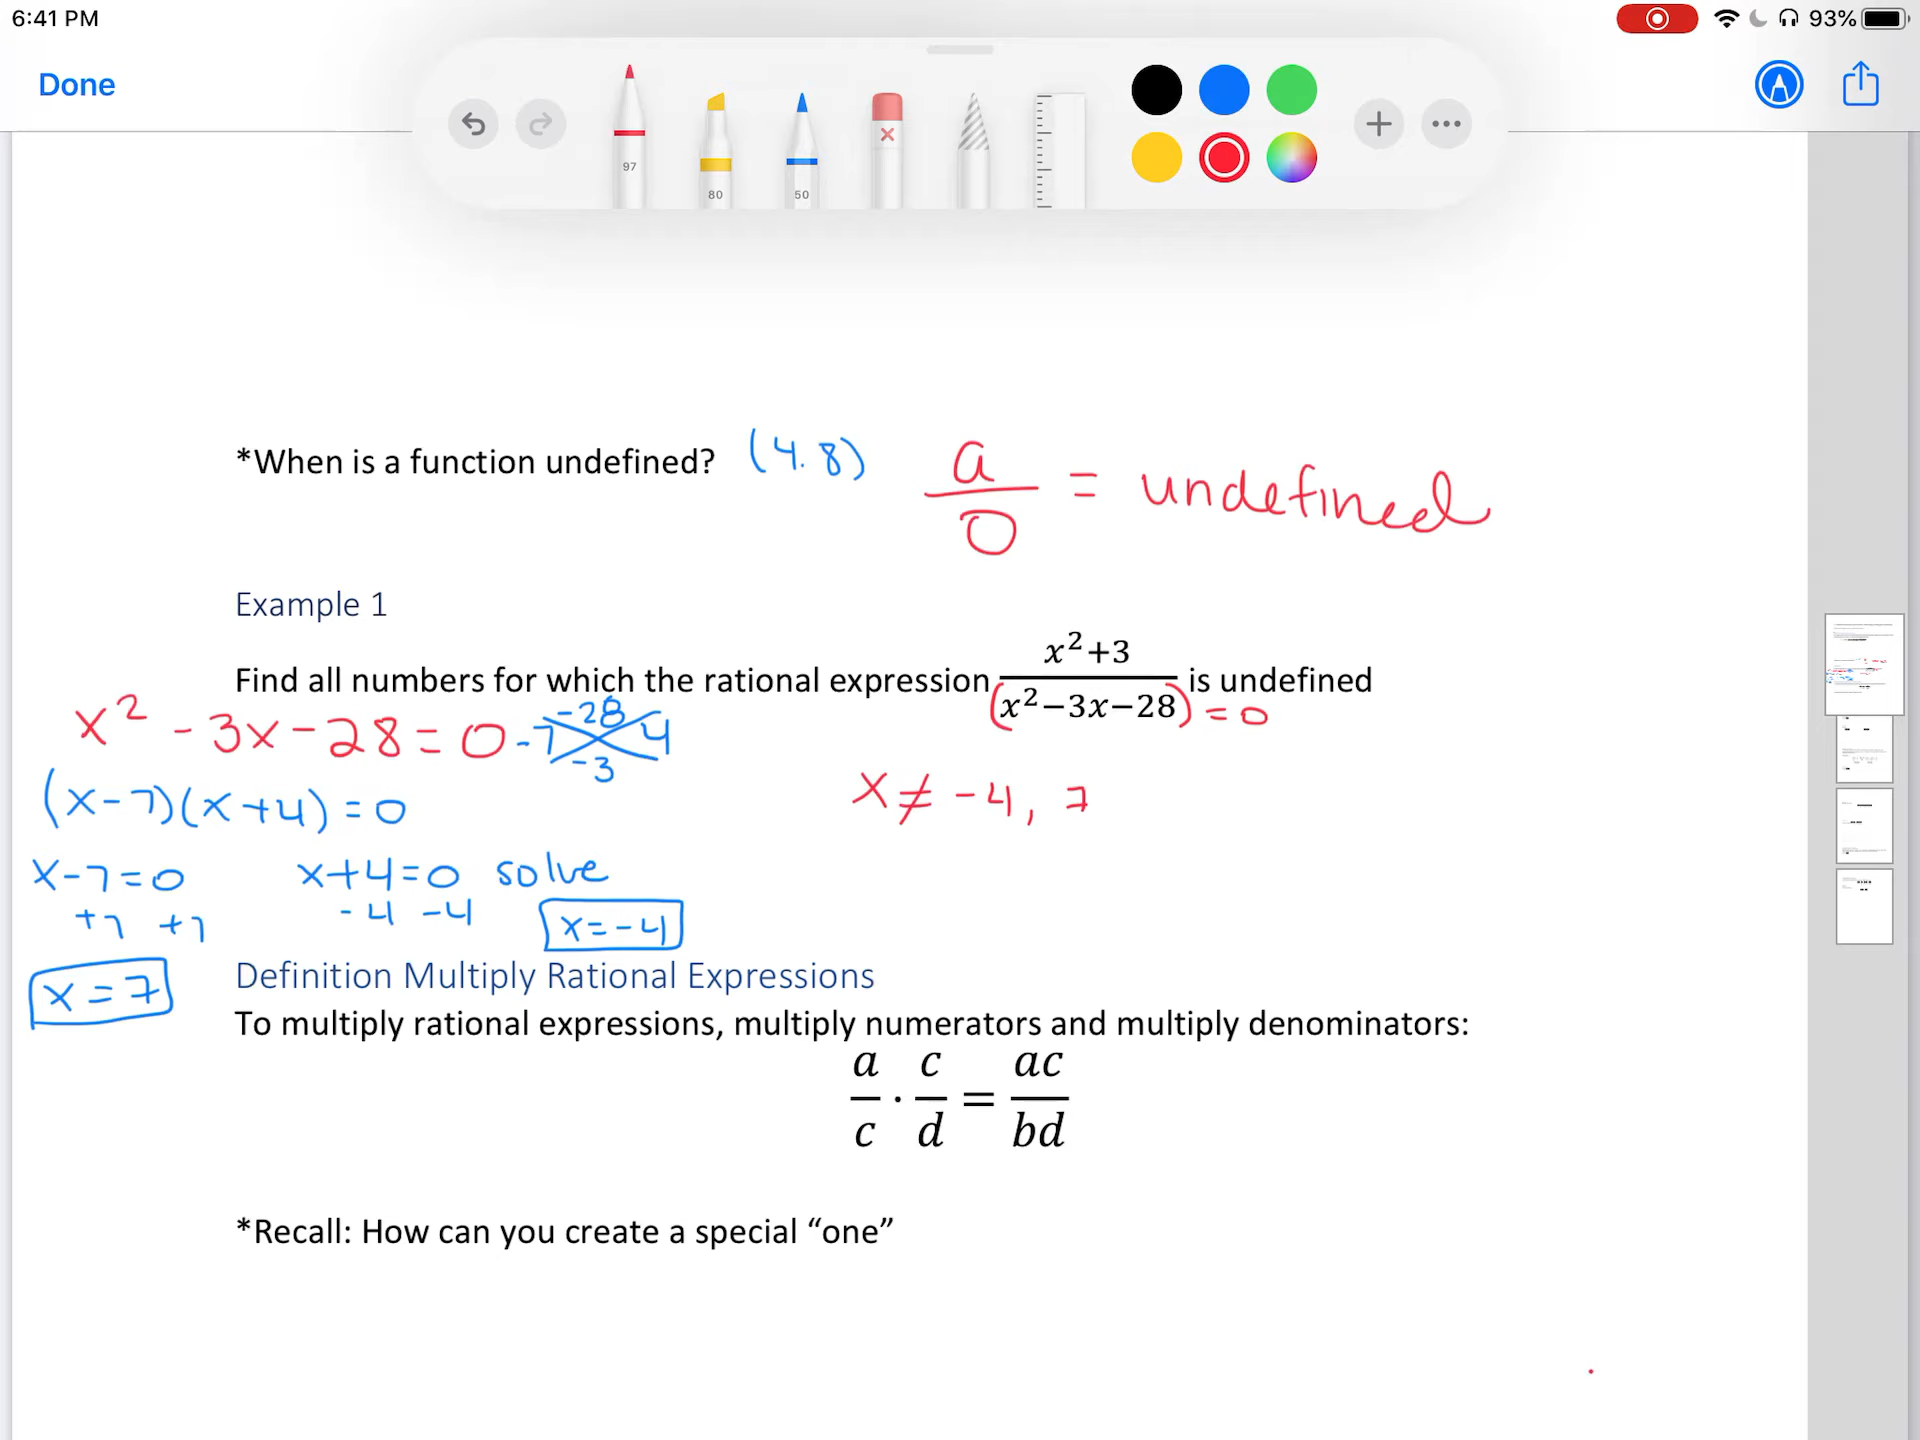 6:41 PM
93%
Done
97
80
50
*When is a function undefined? (4.8) a/0 = undefined
Example 1
Find all numbers for which the rational expression (x²+3)/(x²−3x−28) is undefined
= 0
x² - 3x - 28 = 0
-28
-7 4
-3
(x-7)(x+4) = 0
x ≠ -4, 7
x-7=0 x+4=0 solve
+7 +7 -4 -4 x=-4
x=7
Definition Multiply Rational Expressions
To multiply rational expressions, multiply numerators and multiply denominators:
a/c · c/d = ac/bd
*Recall: How can you create a special “one”